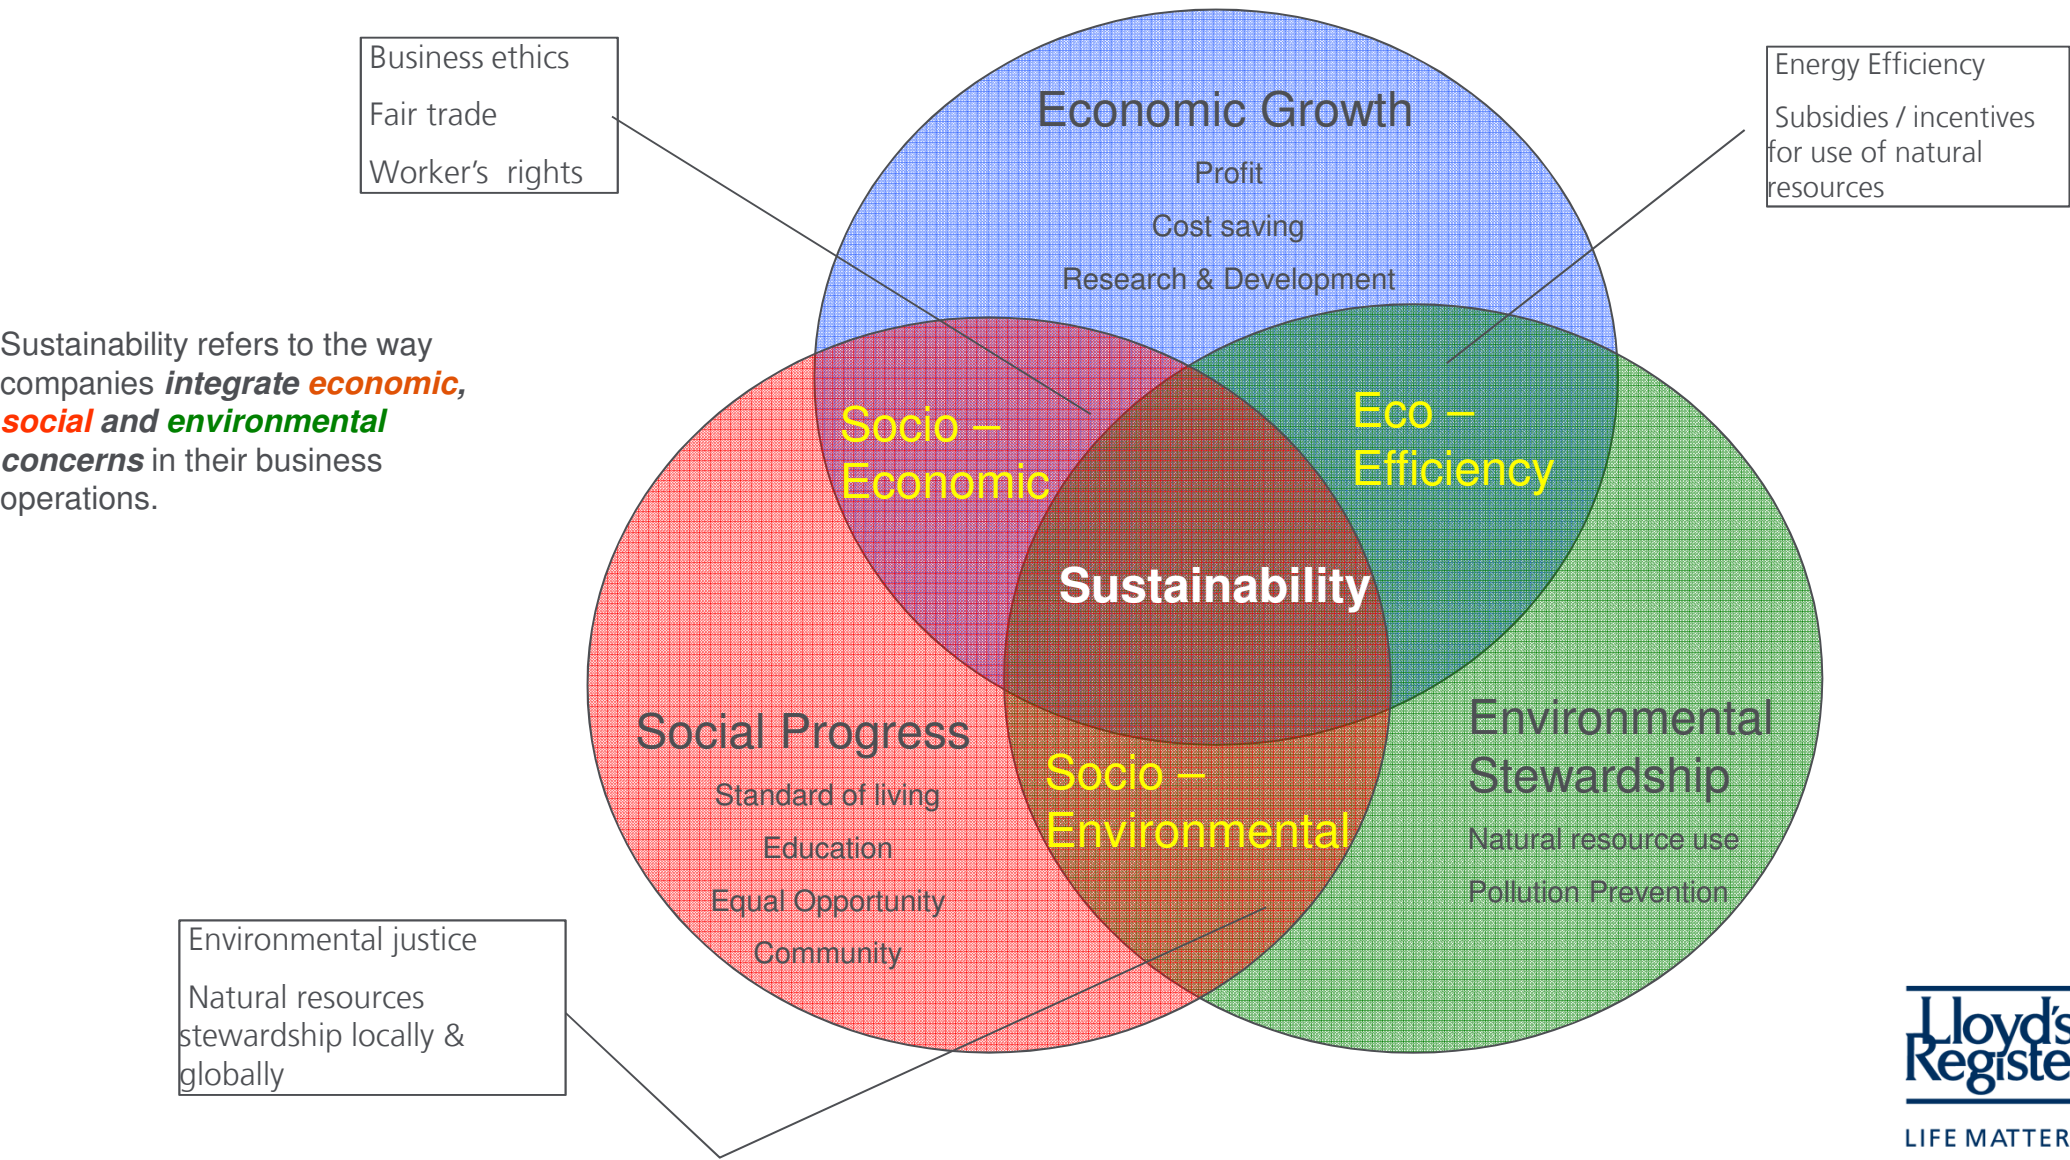 Business ethics
Fair trade
Worker's  rights
Energy Efficiency
Subsidies / incentives
for use of natural
resources
Economic Growth
Profit
Cost saving
Research & Development
Sustainability refers to the way
companies integrate economic,
social and environmental
concerns in their business
operations.
Socio –
Economic
Eco –
Efficiency
Sustainability
Social Progress
Standard of living
Education
Equal Opportunity
Community
Socio –
Environmental
Environmental
Stewardship
Natural resource use
Pollution Prevention
Environmental justice
Natural resources
stewardship locally &
globally
Lloyd's
Registe
LIFE MATTER